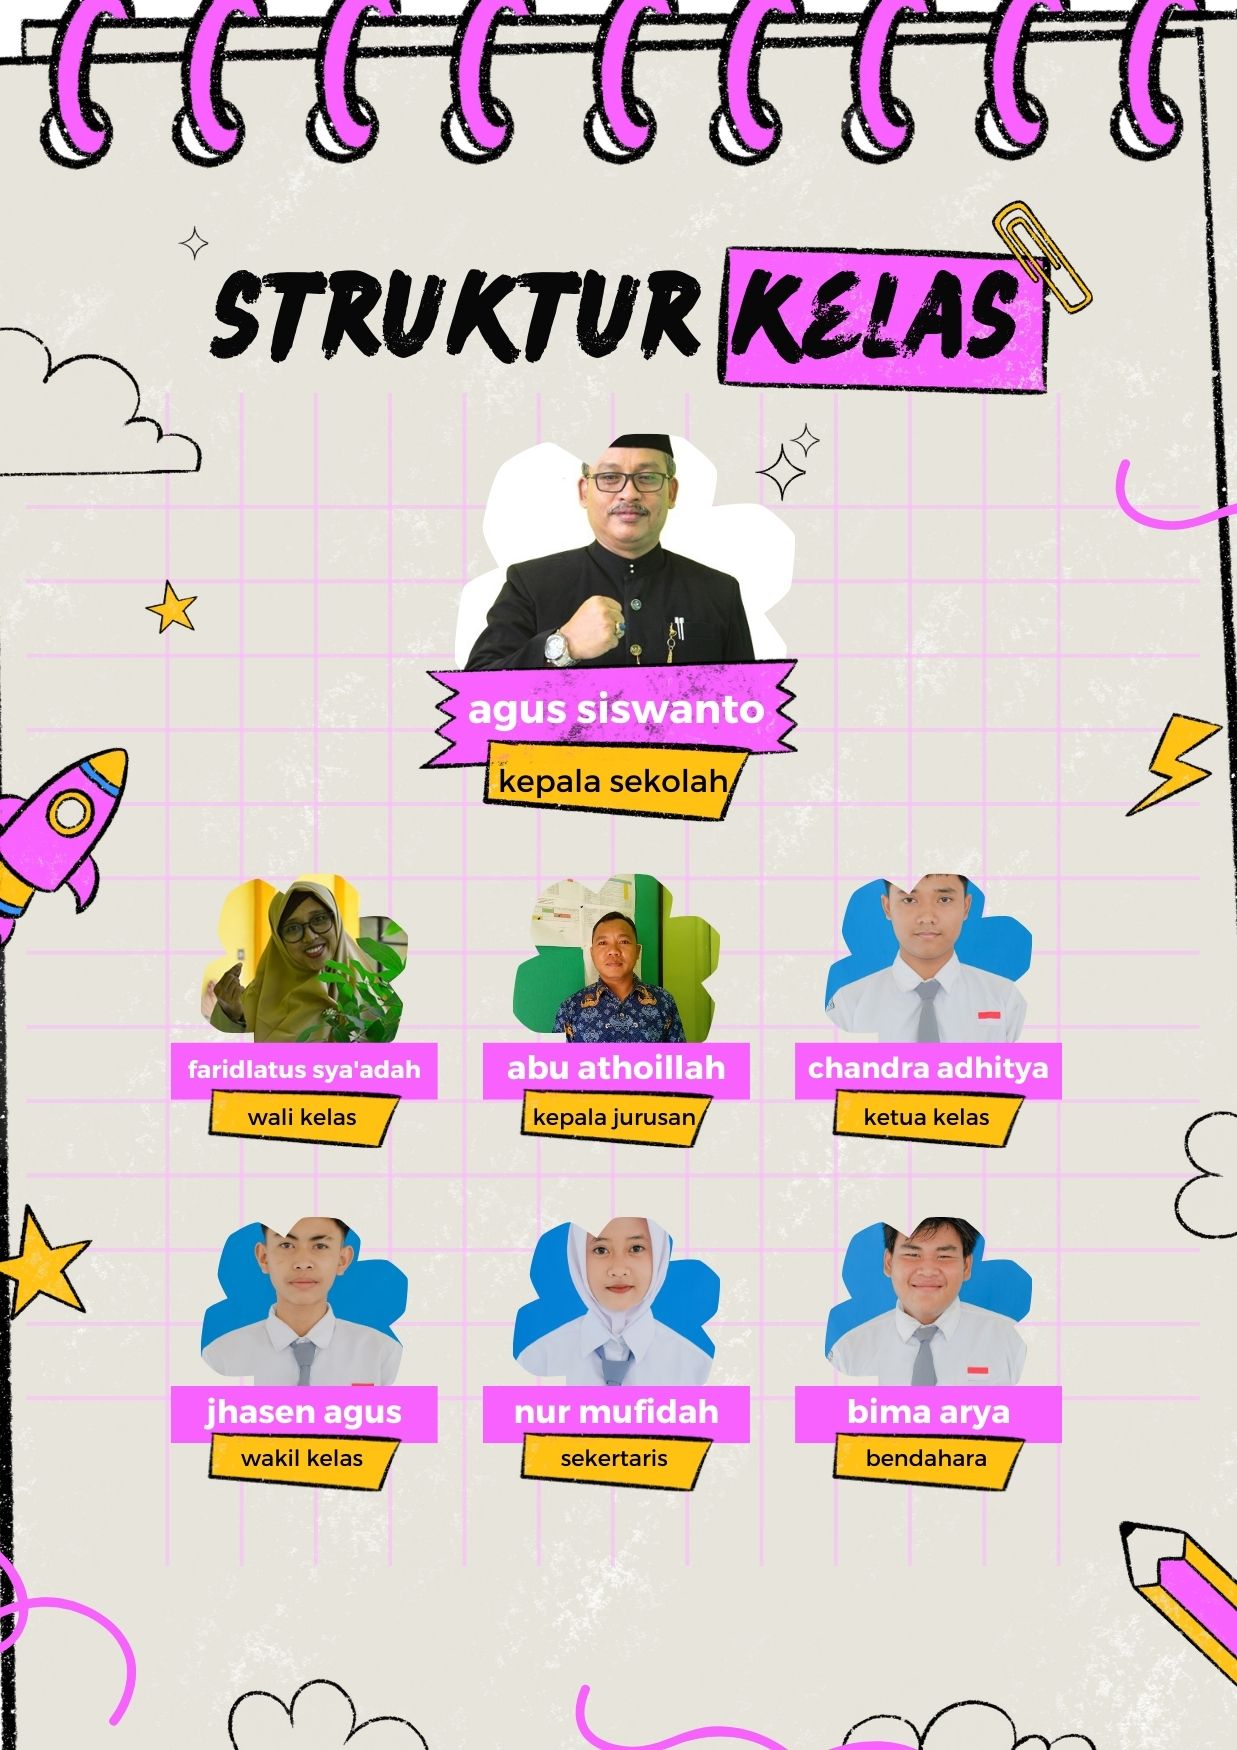 STRUKTUR KELAS
agus siswanto
kepala sekolah
faridlatus sya'adah
wali kelas
abu athoillah
kepala jurusan
chandra adhitya
ketua kelas
jhasen agus
wakil kelas
nur mufidah
sekertaris
bima arya
bendahara